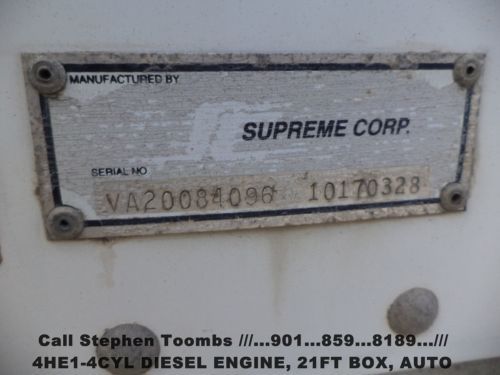 MANUFACTURED BY
SUPREME CORP.
SERIAL NO
VA20084096 10170328
Call Stephen Toombs ///...901...859...8189...///
4HE1-4CYL DIESEL ENGINE, 21FT BOX, AUTO